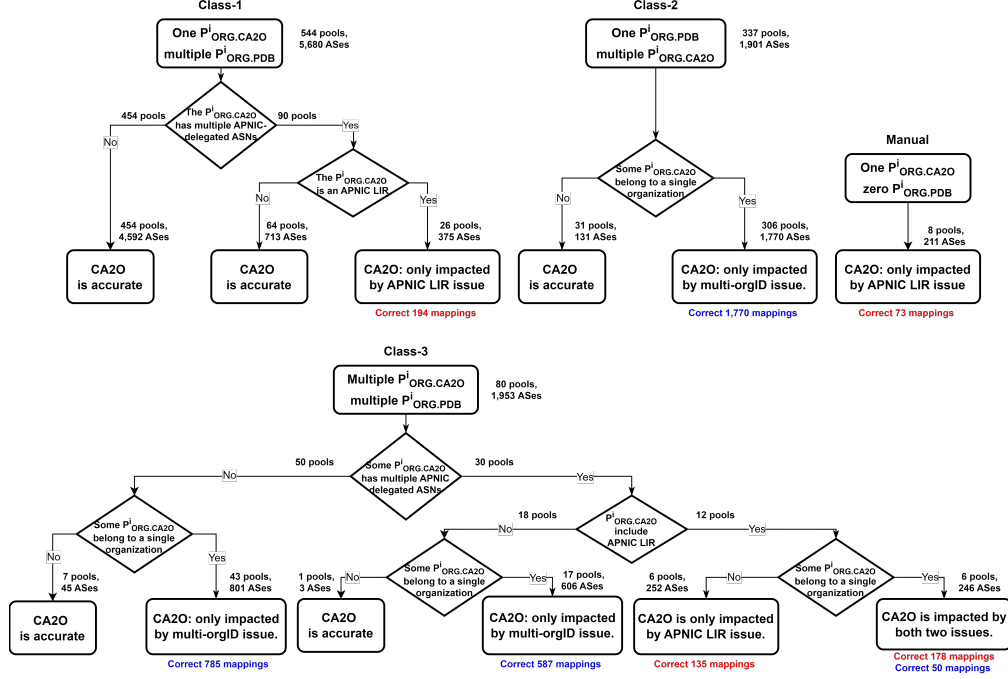 Class-1
One P^i_ORG.CA2O
multiple P^i_ORG.PDB
544 pools,
5,680 ASes
The P^i_ORG.CA2O
has multiple APNIC-
delegated ASNs
454 pools
No
90 pools
Yes
The P^i_ORG.CA2O
is an APNIC LIR
No
Yes
454 pools,
4,592 ASes
64 pools,
713 ASes
26 pools,
375 ASes
CA2O
is accurate
CA2O
is accurate
CA2O: only impacted
by APNIC LIR issue
Correct 194 mappings
Class-2
One P^i_ORG.PDB
multiple P^i_ORG.CA2O
337 pools,
1,901 ASes
Some P^i_ORG.CA2O
belong to a single
organization
No
Yes
31 pools,
131 ASes
306 pools,
1,770 ASes
CA2O
is accurate
CA2O: only impacted
by multi-orgID issue.
Correct 1,770 mappings
Manual
One P^i_ORG.CA2O
zero P^i_ORG.PDB
8 pools,
211 ASes
CA2O: only impacted
by APNIC LIR issue
Correct 73 mappings
Class-3
Multiple P^i_ORG.CA2O
multiple P^i_ORG.PDB
80 pools,
1,953 ASes
Some P^i_ORG.CA2O
has multiple APNIC
delegated ASNs
50 pools
No
30 pools
Yes
Some P^i_ORG.CA2O
belong to a single
organization
No
Yes
7 pools,
45 ASes
43 pools,
801 ASes
CA2O
is accurate
CA2O: only impacted
by multi-orgID issue.
Correct 785 mappings
P^i_ORG.CA2O
include
APNIC LIR
18 pools
No
12 pools
Yes
Some P^i_ORG.CA2O
belong to a single
organization
No
Yes
1 pools,
3 ASes
17 pools,
606 ASes
CA2O
is accurate
CA2O: only impacted
by multi-orgID issue.
Correct 587 mappings
Some P^i_ORG.CA2O
belong to a single
organization
No
Yes
6 pools,
252 ASes
6 pools,
246 ASes
CA2O is only impacted
by APNIC LIR issue.
Correct 135 mappings
CA2O is impacted by
both two issues.
Correct 178 mappings
Correct 50 mappings